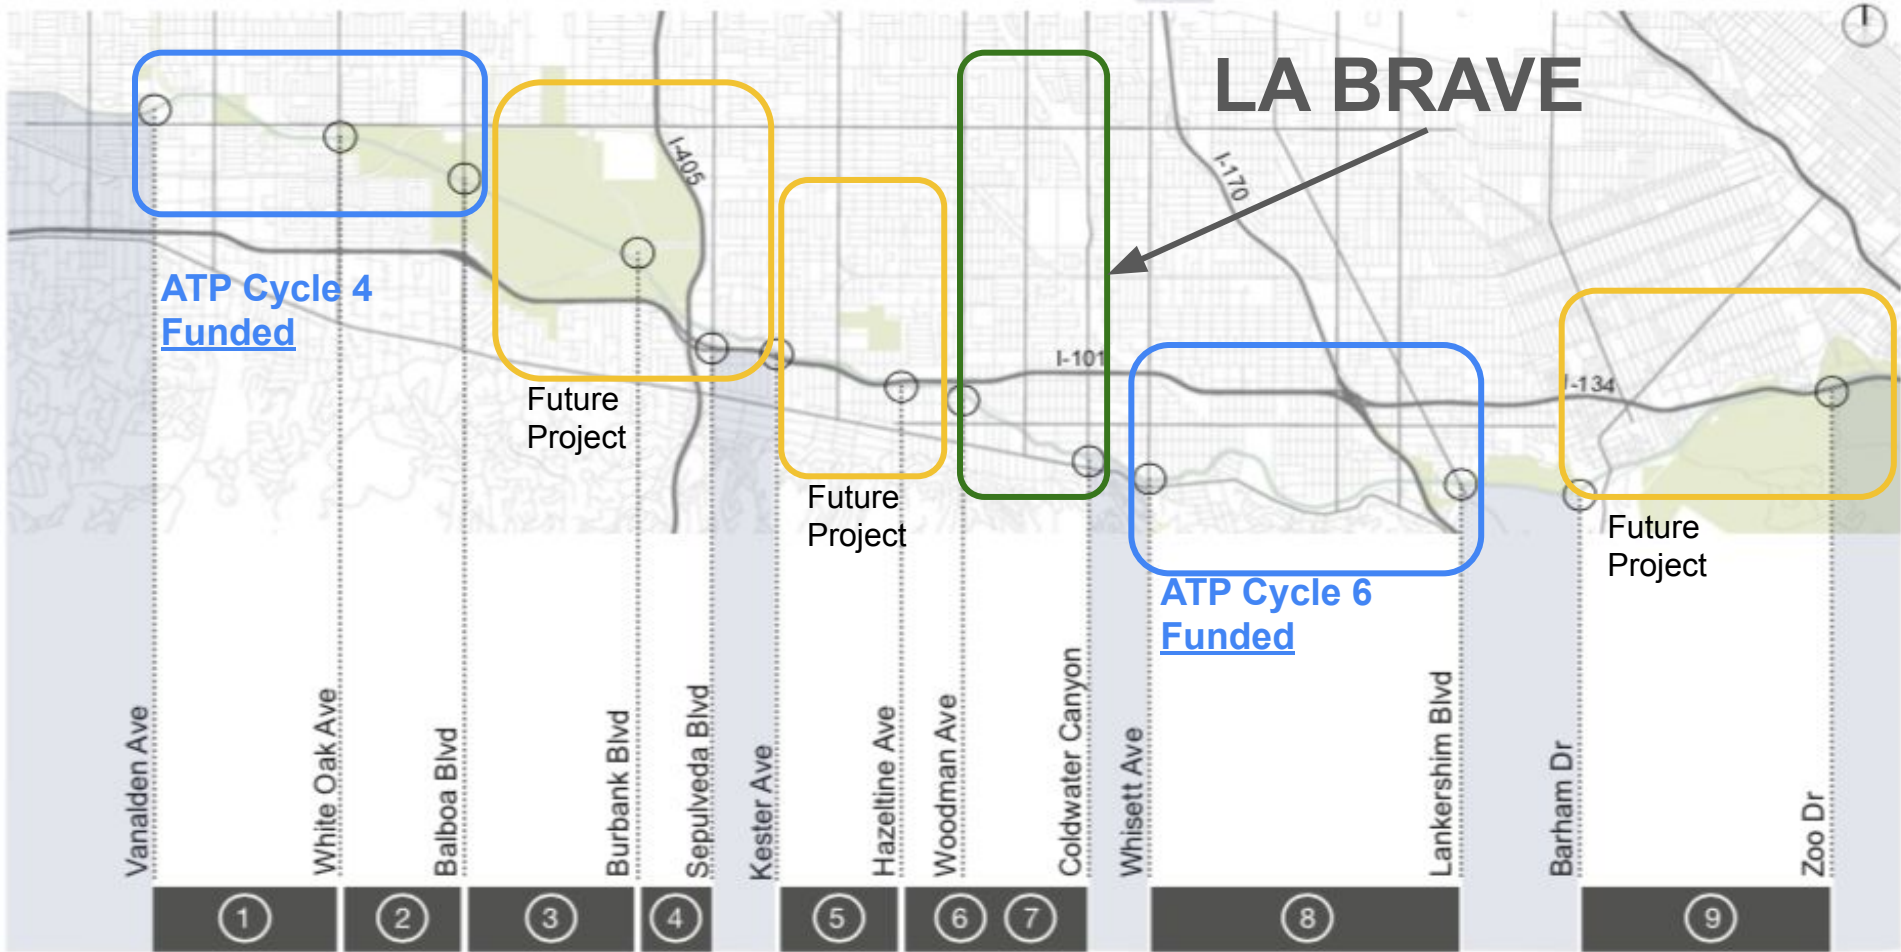 LA BRAVE
I-405
I-170
ATP Cycle 4
Funded
I-101
I-134
Future
Project
Future
Project
Future
Project
ATP Cycle 6
Funded
Vanalden Ave
White Oak Ave
Balboa Blvd
Burbank Blvd
Sepulveda Blvd
Kester Ave
Hazeltine Ave
Woodman Ave
Coldwater Canyon
Whisett Ave
Lankershim Blvd
Barham Dr
Zoo Dr
1
2
3
4
5
6
7
8
9